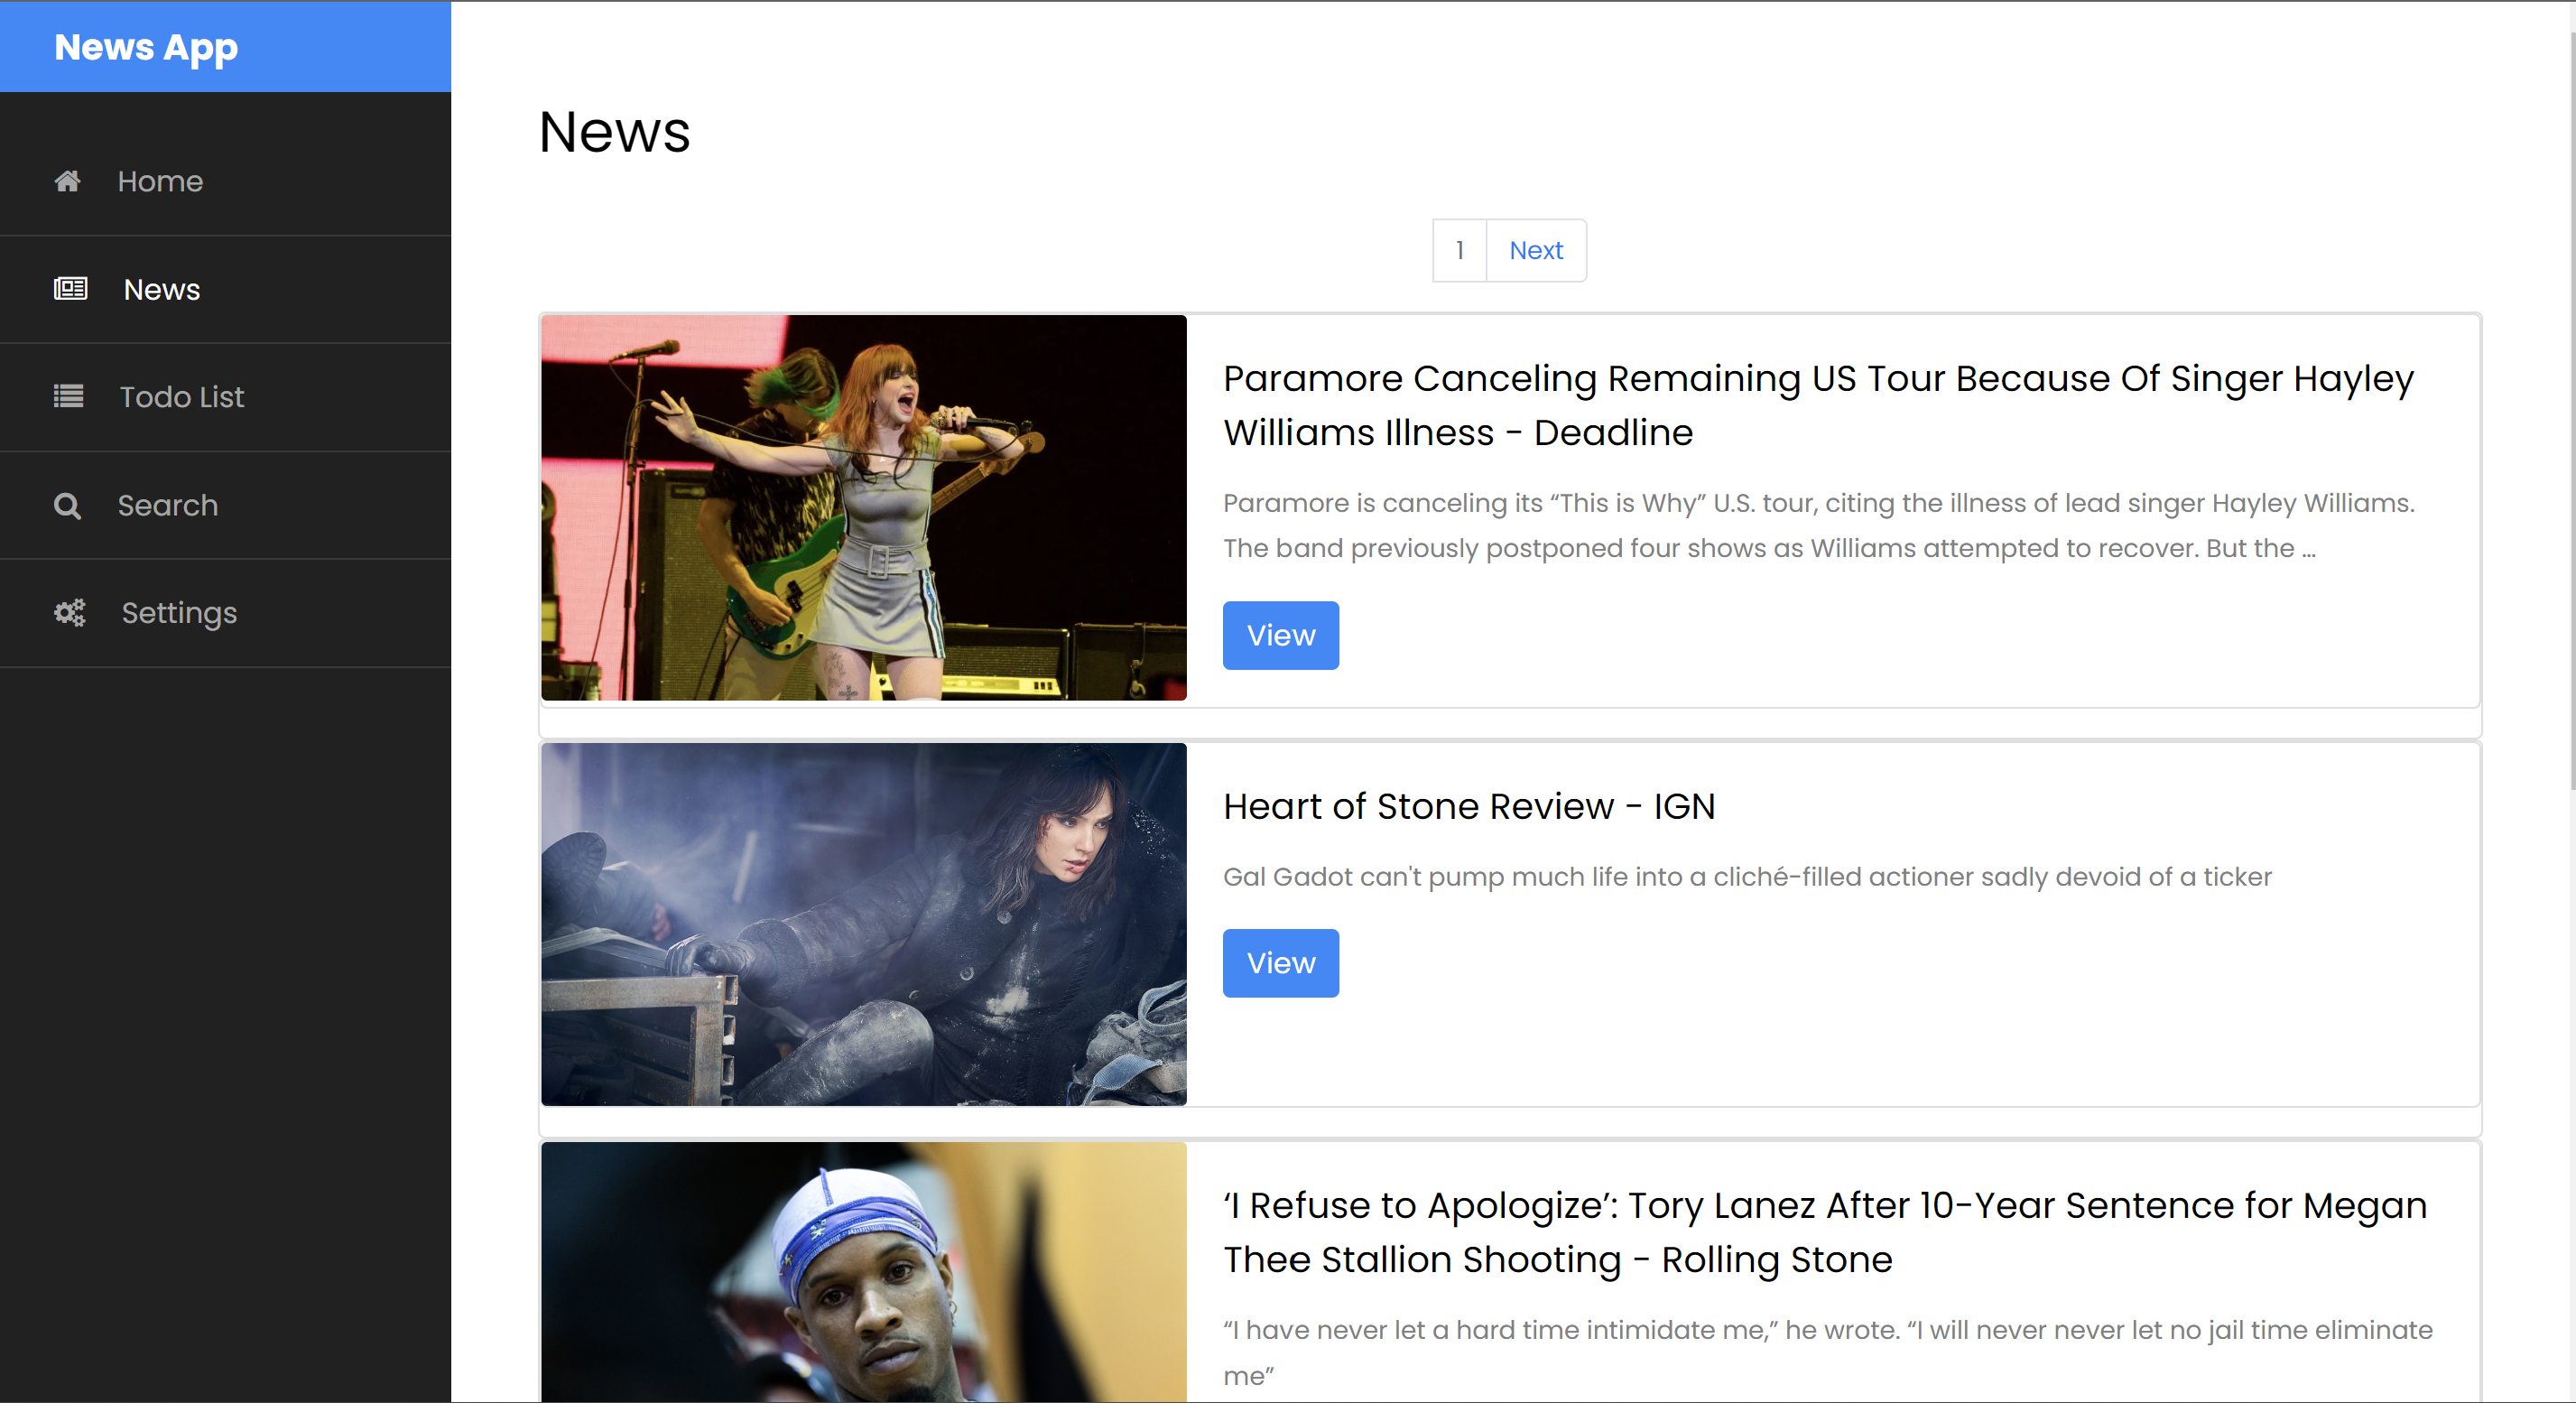 News App
Home
News
Todo List
Search
Settings
News
1 Next
Paramore Canceling Remaining US Tour Because Of Singer Hayley
Williams Illness - Deadline
Paramore is canceling its “This is Why” U.S. tour, citing the illness of lead singer Hayley Williams.
The band previously postponed four shows as Williams attempted to recover. But the …
View
Heart of Stone Review - IGN
Gal Gadot can't pump much life into a cliché-filled actioner sadly devoid of a ticker
View
‘I Refuse to Apologize’: Tory Lanez After 10-Year Sentence for Megan
Thee Stallion Shooting - Rolling Stone
“I have never let a hard time intimidate me,” he wrote. “I will never never let no jail time eliminate
me”